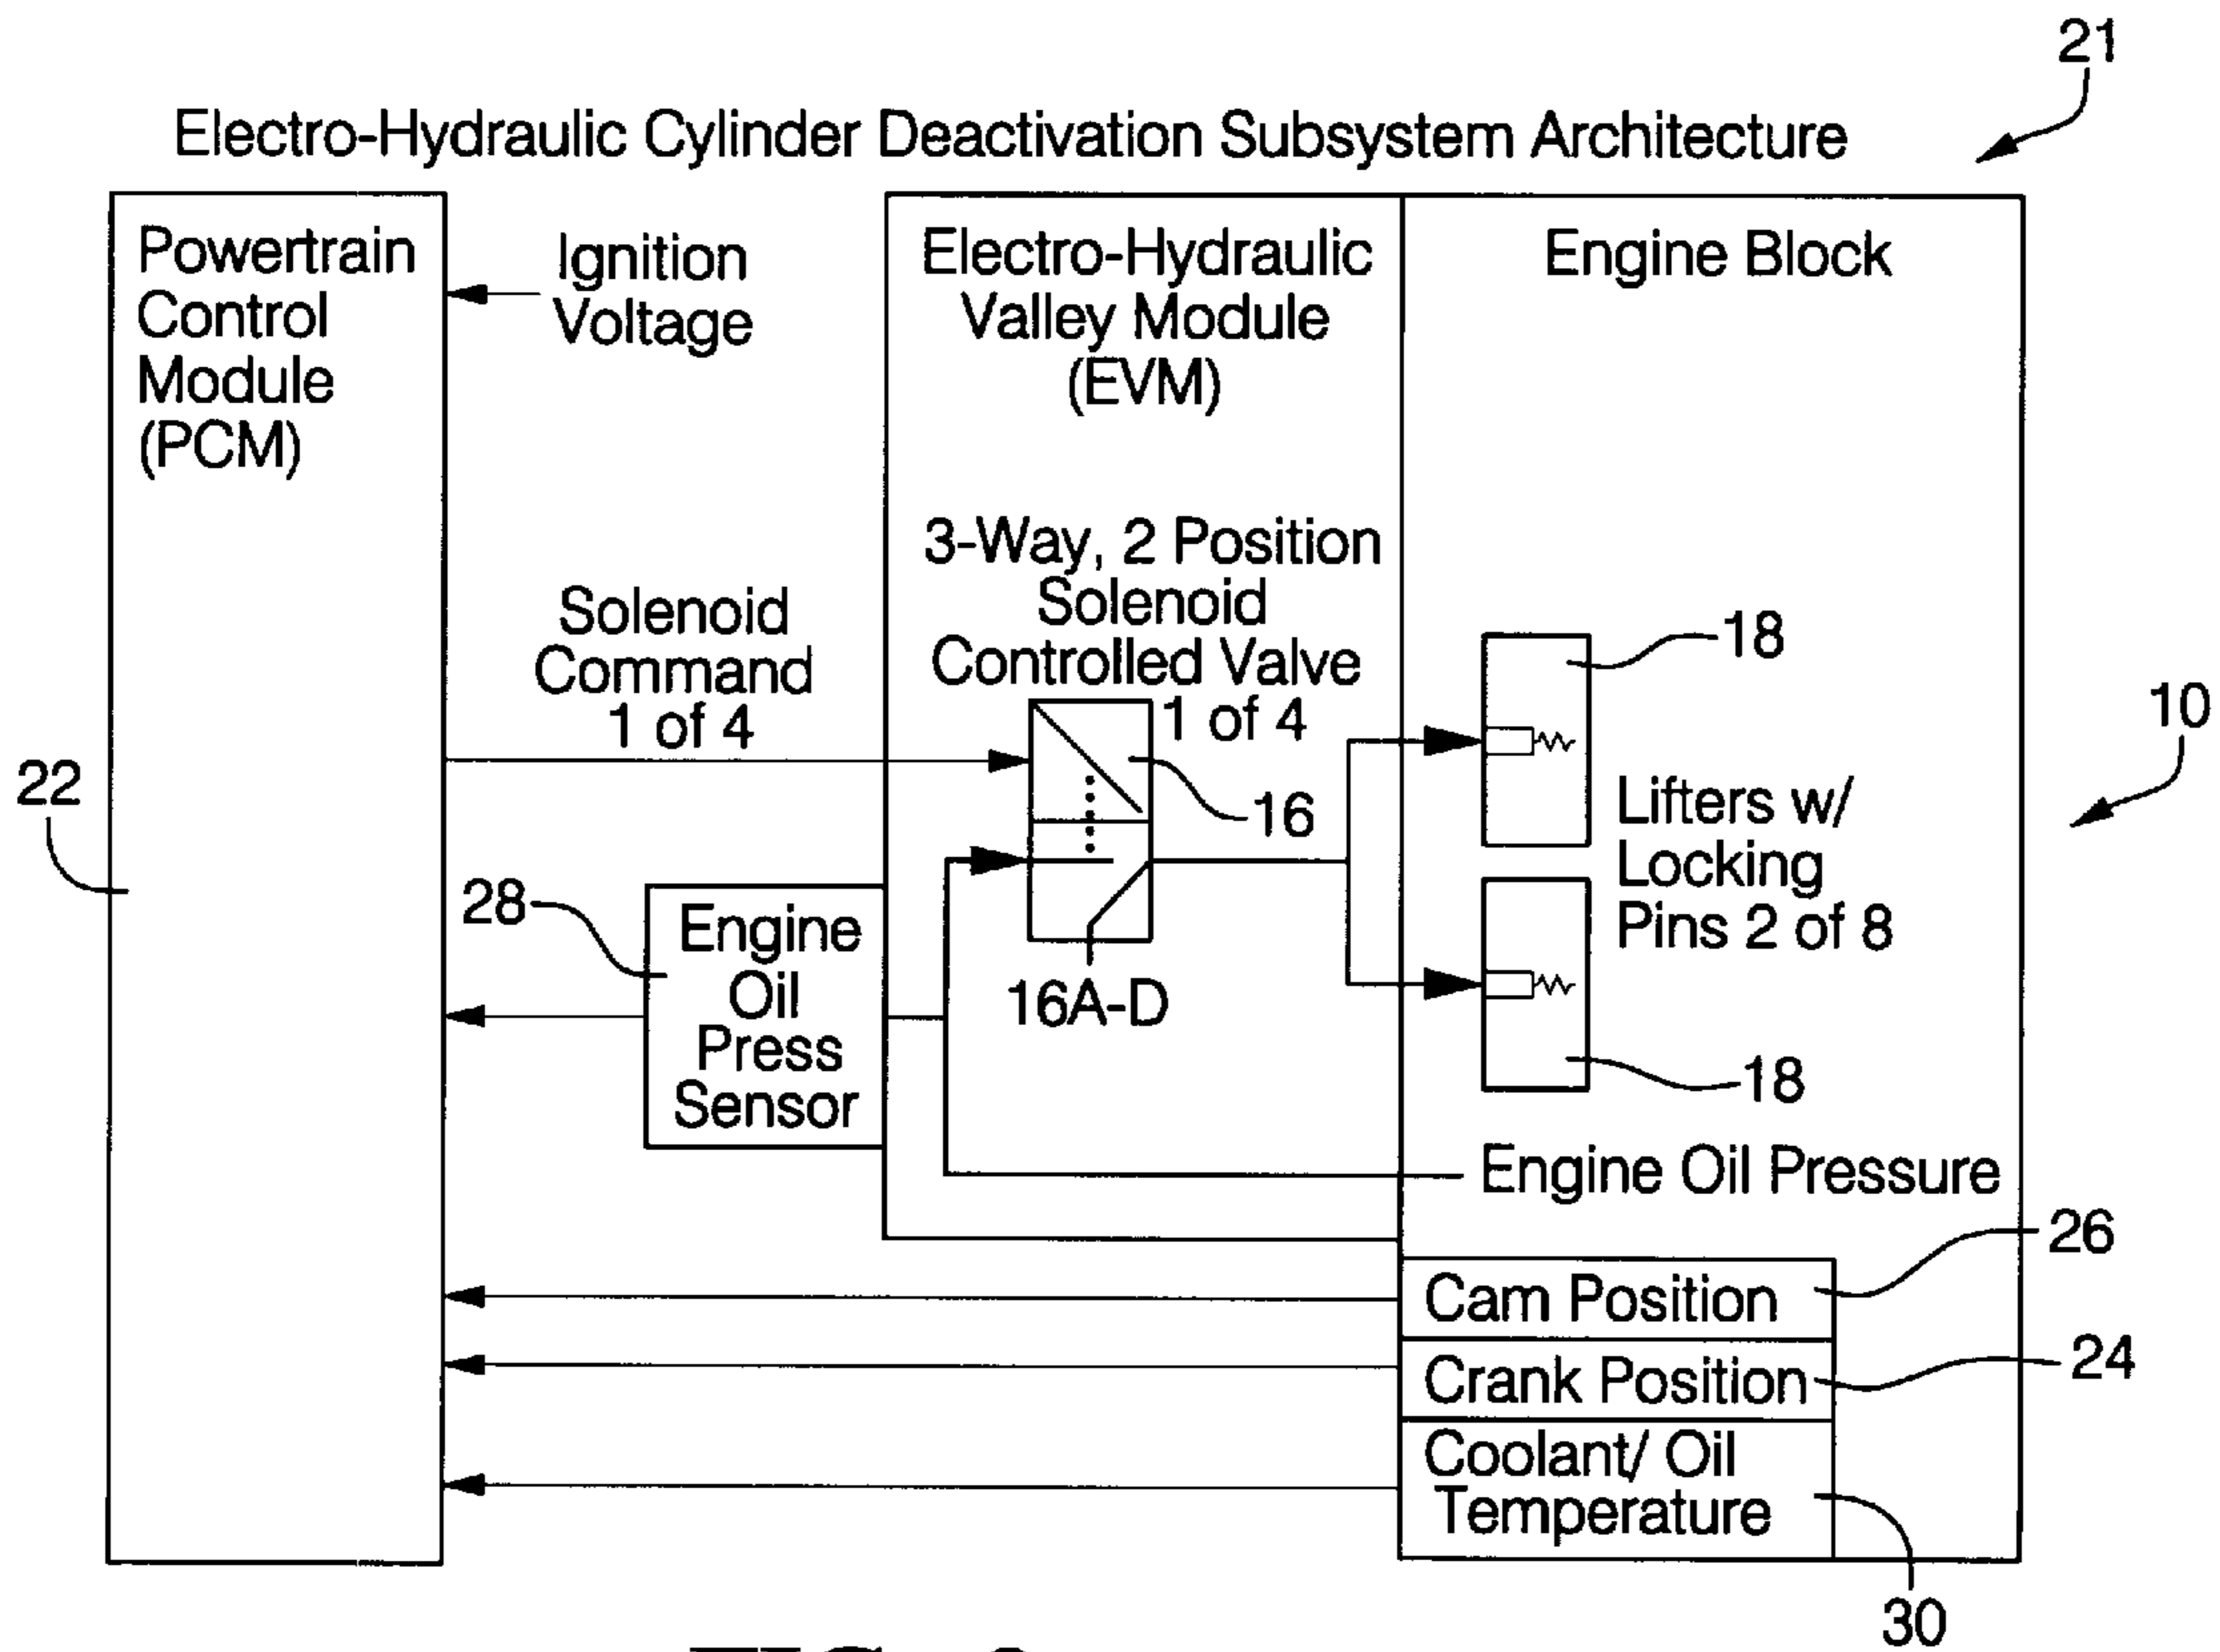 21
Electro-Hydraulic Cylinder Deactivation Subsystem Architecture
Powertrain
Control
Module
(PCM)
Ignition
Voltage
Electro-Hydraulic
Valley Module
(EVM)
Engine Block
3-Way, 2 Position
Solenoid
Controlled Valve
1 of 4
Solenoid
Command
1 of 4
18
10
22
16
Lifters w/
Locking
Pins 2 of 8
28
Engine
Oil
Press
Sensor
16A-D
18
Engine Oil Pressure
26
Cam Position
24
Crank Position
Coolant/ Oil
Temperature
30